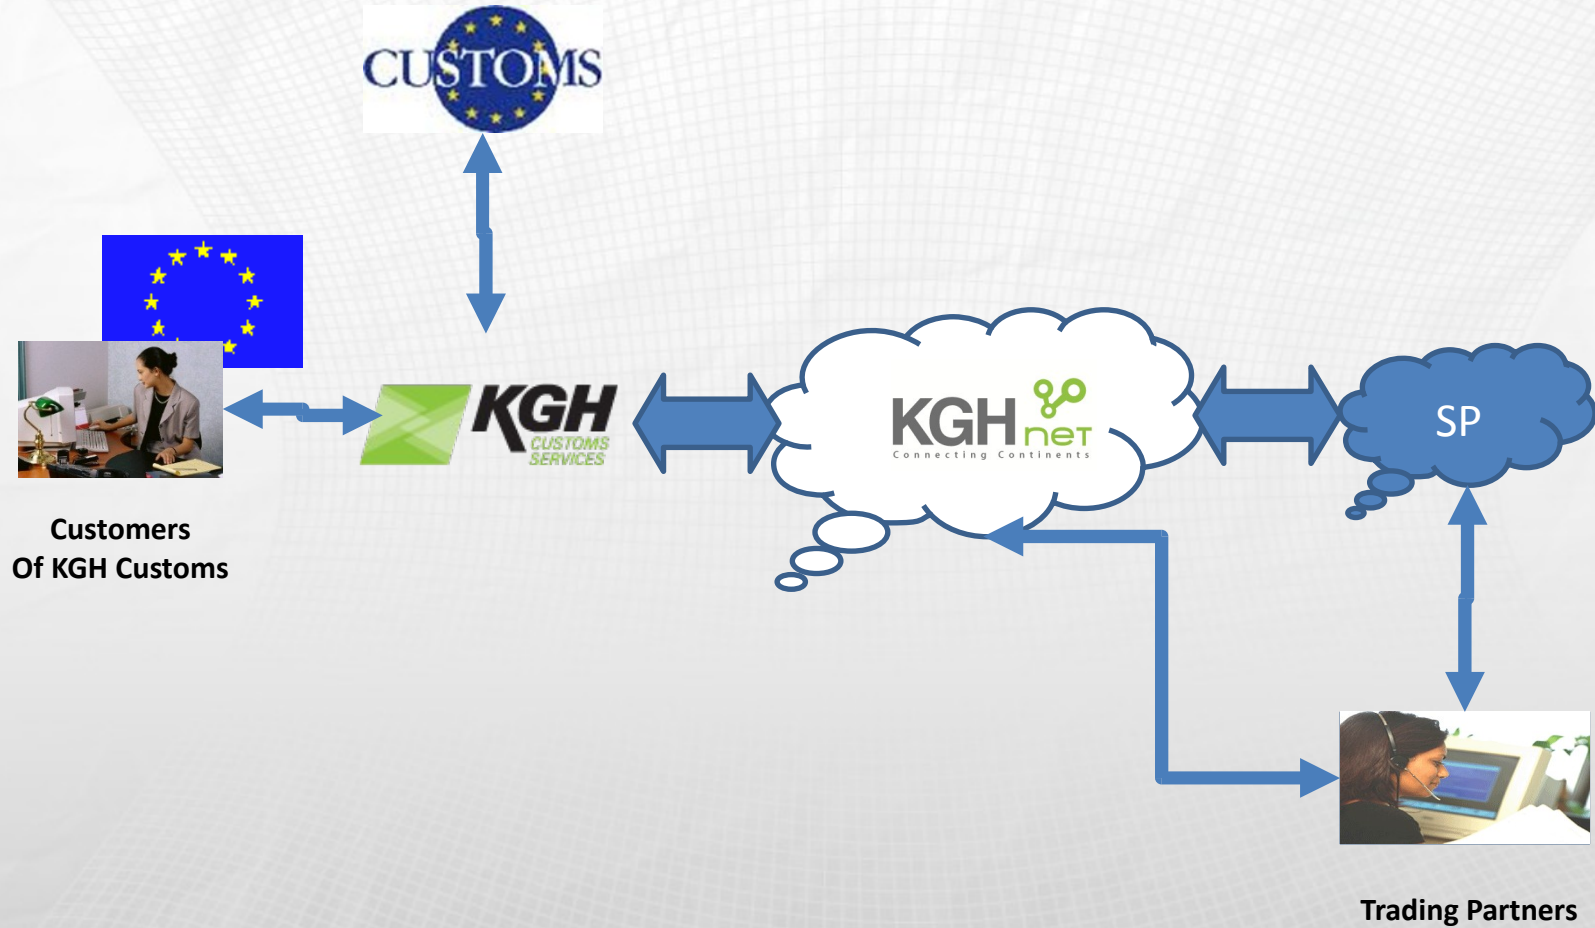 CUSTOMS
KGH
CUSTOMS
SERVICES
KGH net
Connecting Continents
SP
Customers
Of KGH Customs
Trading Partners